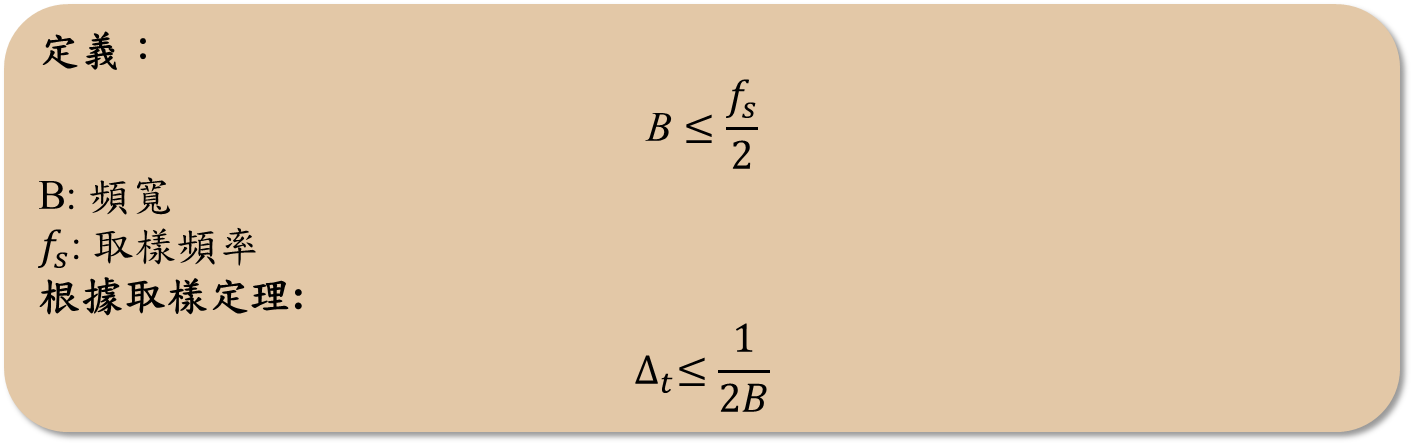 定義：
B ≤ f_s/2
B: 頻寬
f_s: 取樣頻率
根據取樣定理:
Δ_t ≤ 1/2B